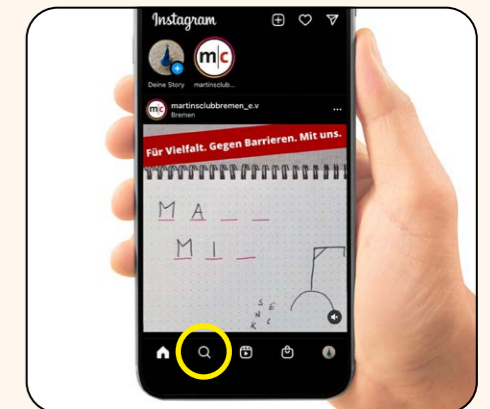 Instagram
m|c
Deine Story martinsclub...
m|c
martinsclubbremen_e.v
Bremen
Für Vielfalt. Gegen Barrieren. Mit uns.
M A _ _
M I _
S E
N C
K